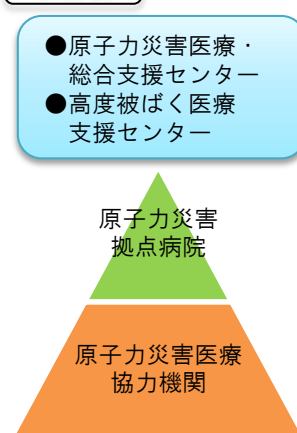 ●原子力災害医療・
総合支援センター
●高度被ばく医療
支援センター
原子力災害
拠点病院
原子力災害医療
協力機関